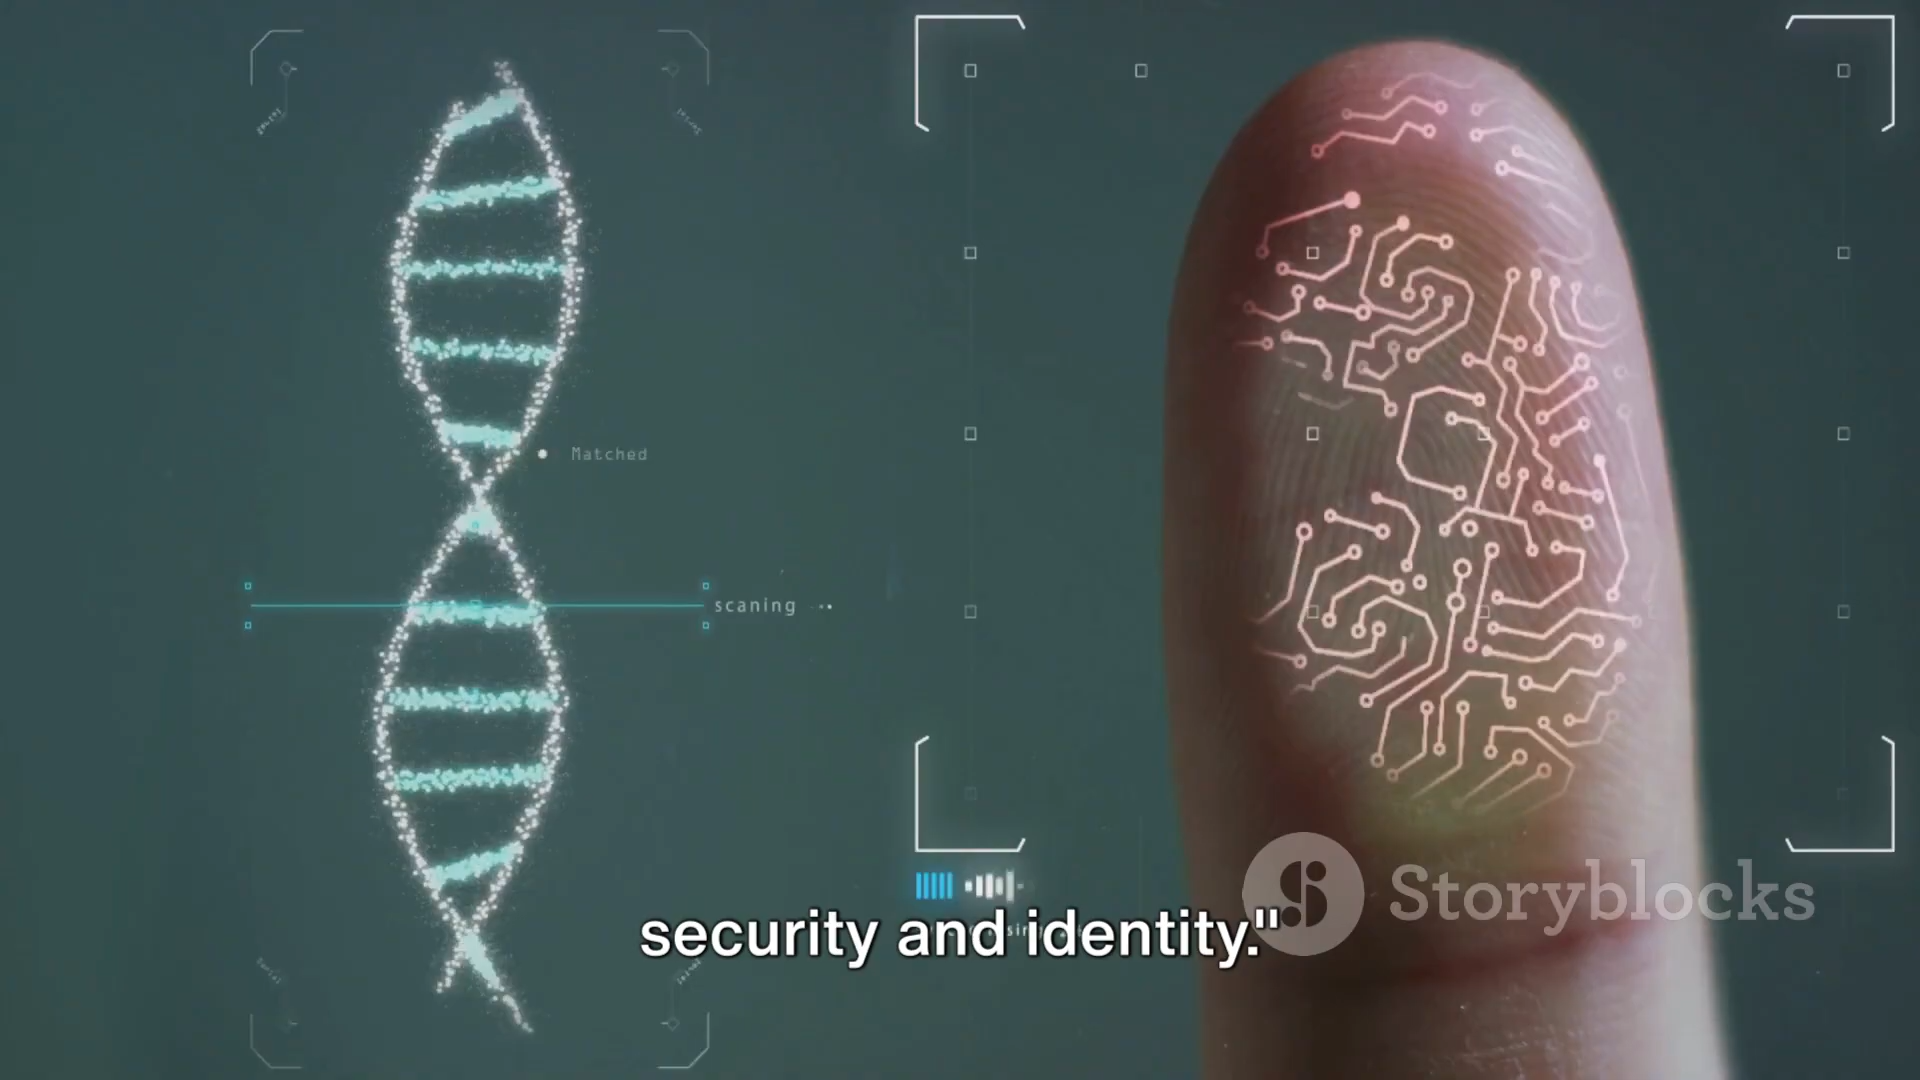 Matched
scaning
Storyblocks
security and identity."